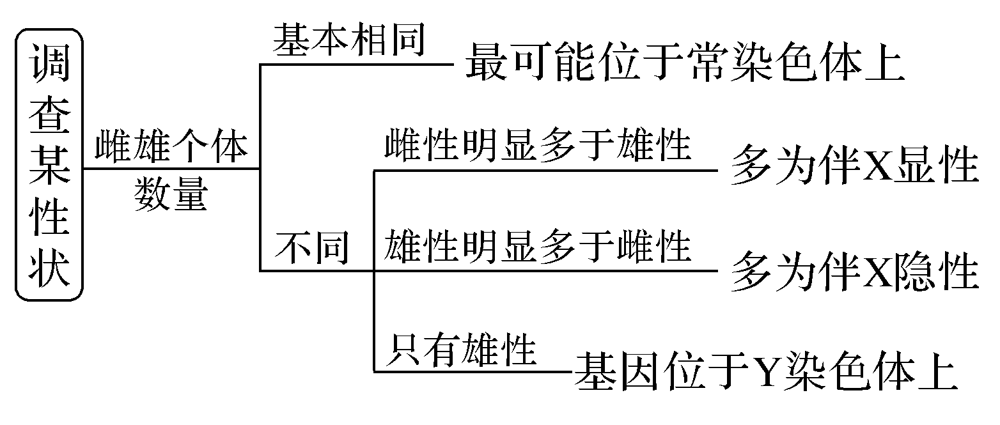 调查某性状
雌雄个体
数量
基本相同
最可能位于常染色体上
不同
雌性明显多于雄性
多为伴X显性
雄性明显多于雌性
多为伴X隐性
只有雄性
基因位于Y染色体上